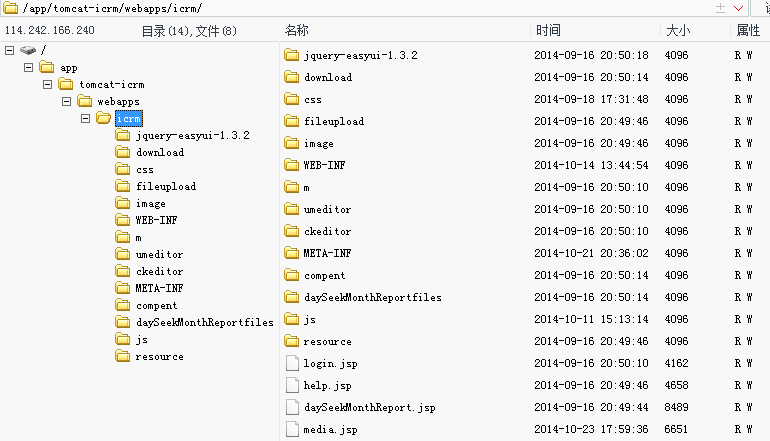 /app/tomcat-icrm/webapps/icrm/
114.242.166.240 目录(14),文件(8) 名称 时间 大小 属性
/
app
tomcat-icrm
webapps
icrm
jquery-easyui-1.3.2
download
css
fileupload
image
WEB-INF
m
umeditor
ckeditor
META-INF
compent
daySeekMonthReportfiles
js
resource
jquery-easyui-1.3.2 2014-09-16 20:50:18 4096 R W
download 2014-09-16 20:50:14 4096 R W
css 2014-09-18 17:31:48 4096 R W
fileupload 2014-09-16 20:49:46 4096 R W
image 2014-09-16 20:49:46 4096 R W
WEB-INF 2014-10-14 13:44:54 4096 R W
m 2014-09-16 20:50:10 4096 R W
umeditor 2014-09-16 20:50:10 4096 R W
ckeditor 2014-09-16 20:50:10 4096 R W
META-INF 2014-10-21 20:36:02 4096 R W
compent 2014-09-16 20:50:14 4096 R W
daySeekMonthReportfiles 2014-09-16 20:50:14 4096 R W
js 2014-10-11 15:13:14 4096 R W
resource 2014-09-16 20:49:46 4096 R W
login.jsp 2014-09-16 20:50:10 4162 R W
help.jsp 2014-09-16 20:49:46 4658 R W
daySeekMonthReport.jsp 2014-09-16 20:49:44 8489 R W
media.jsp 2014-10-23 17:59:36 6651 R W